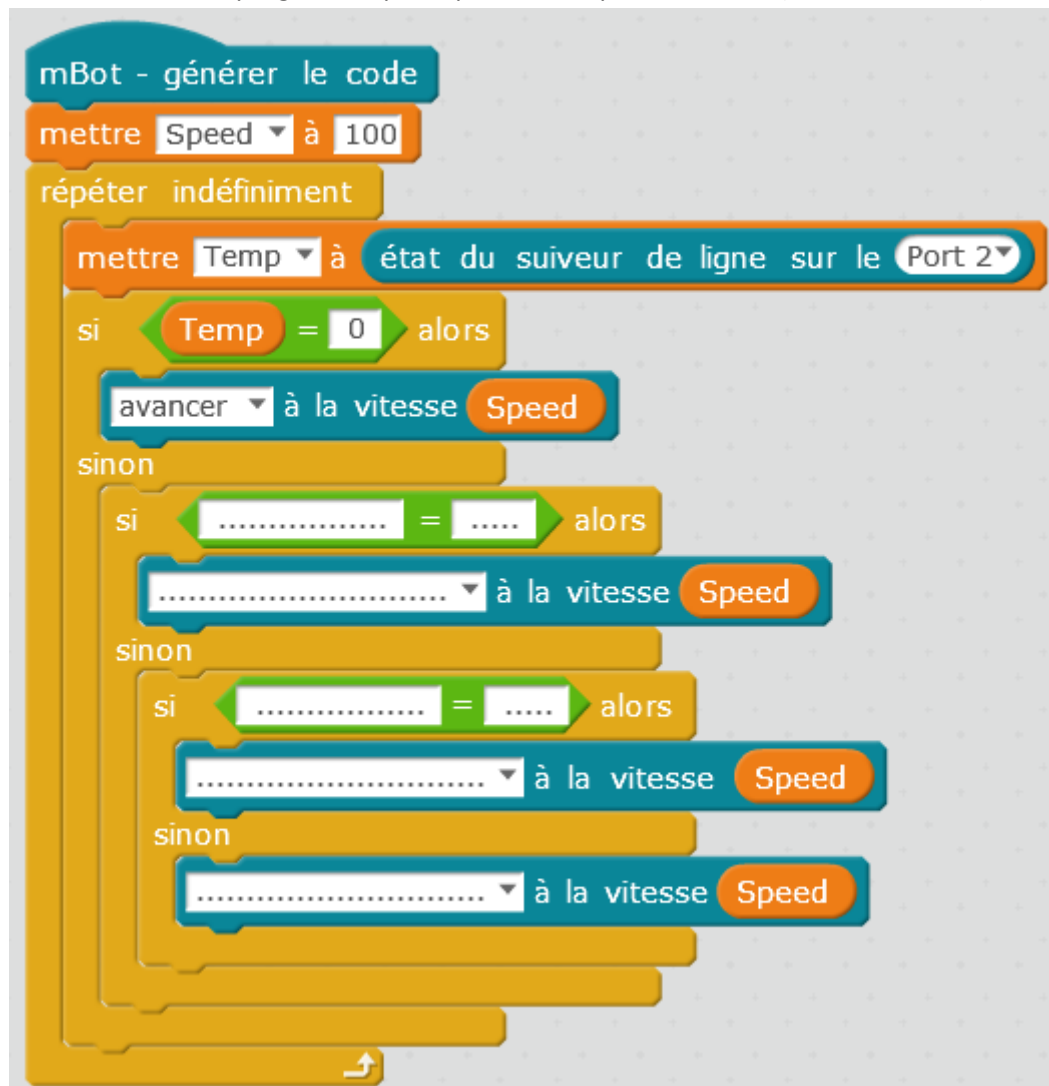 mBot - générer le code
mettre Speed à 100
répéter indéfiniment
mettre Temp à état du suiveur de ligne sur le Port 2
si Temp = 0 alors
avancer à la vitesse Speed
sinon
si ................. = ..... alors
............................. à la vitesse Speed
sinon
si ................. = ..... alors
............................. à la vitesse Speed
sinon
............................. à la vitesse Speed